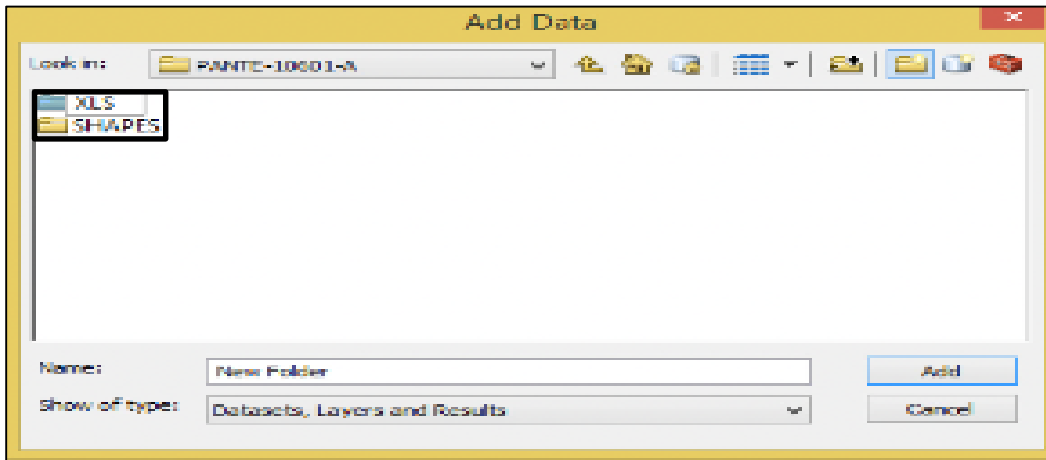 Add Data
Look in: PANTE-10601-A
XLS
SHAPES
Name: New Folder
Add
Show of type: Datasets, Layers and Results
Cancel